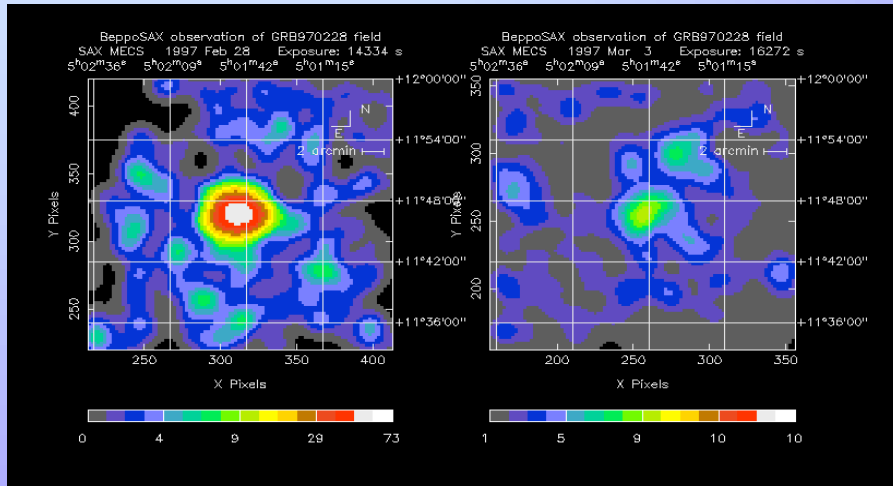 BeppoSAX observation of GRB970228 field
SAX MECS 1997 Feb 28 Exposure: 14334 s
5ʰ02ᵐ36ˢ 5ʰ02ᵐ09ˢ 5ʰ01ᵐ42ˢ 5ʰ01ᵐ15ˢ
+12°00'00"
400
N
E
+11°54'00"
2 arcmin
350
+11°48'00"
Y Pixels
300
+11°42'00"
250
+11°36'00"
250 300 350 400
X Pixels
0 4 9 29 73
BeppoSAX observation of GRB970228 field
SAX MECS 1997 Mar 3 Exposure: 16272 s
5ʰ02ᵐ36ˢ 5ʰ02ᵐ09ˢ 5ʰ01ᵐ42ˢ 5ʰ01ᵐ15ˢ
350
+12°00'00"
N
E
+11°54'00"
300
2 arcmin
+11°48'00"
Y Pixels
250
+11°42'00"
200
+11°36'00"
200 250 300 350
X Pixels
1 5 9 10 10